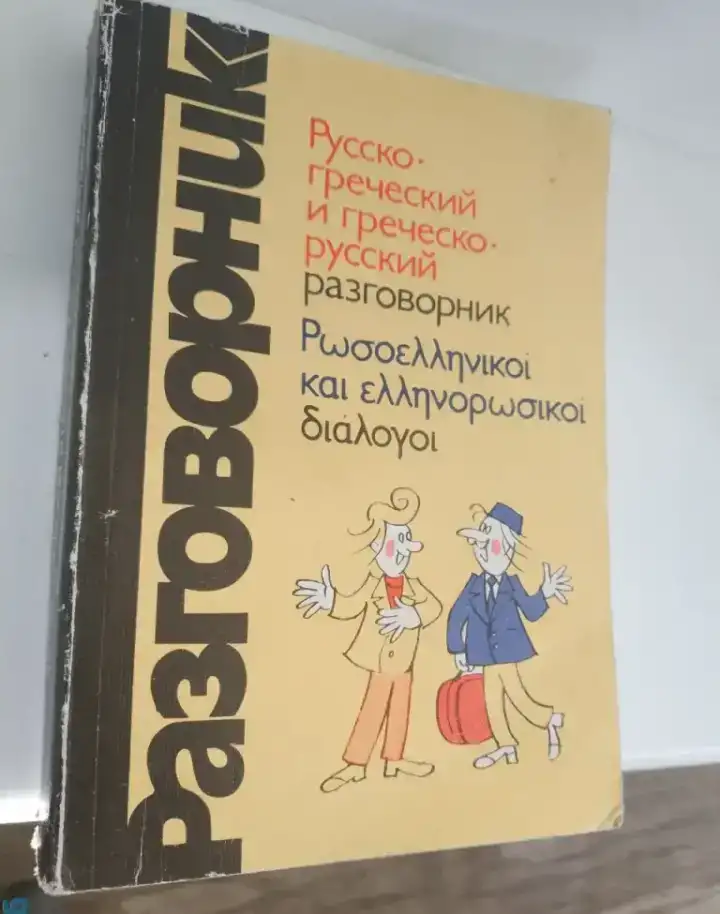 Разговорник
Русско-
греческий
и греческо-
русский
разговорник
Ρωσοελληνικοί
και ελληνορωσικοί
διάλογοι